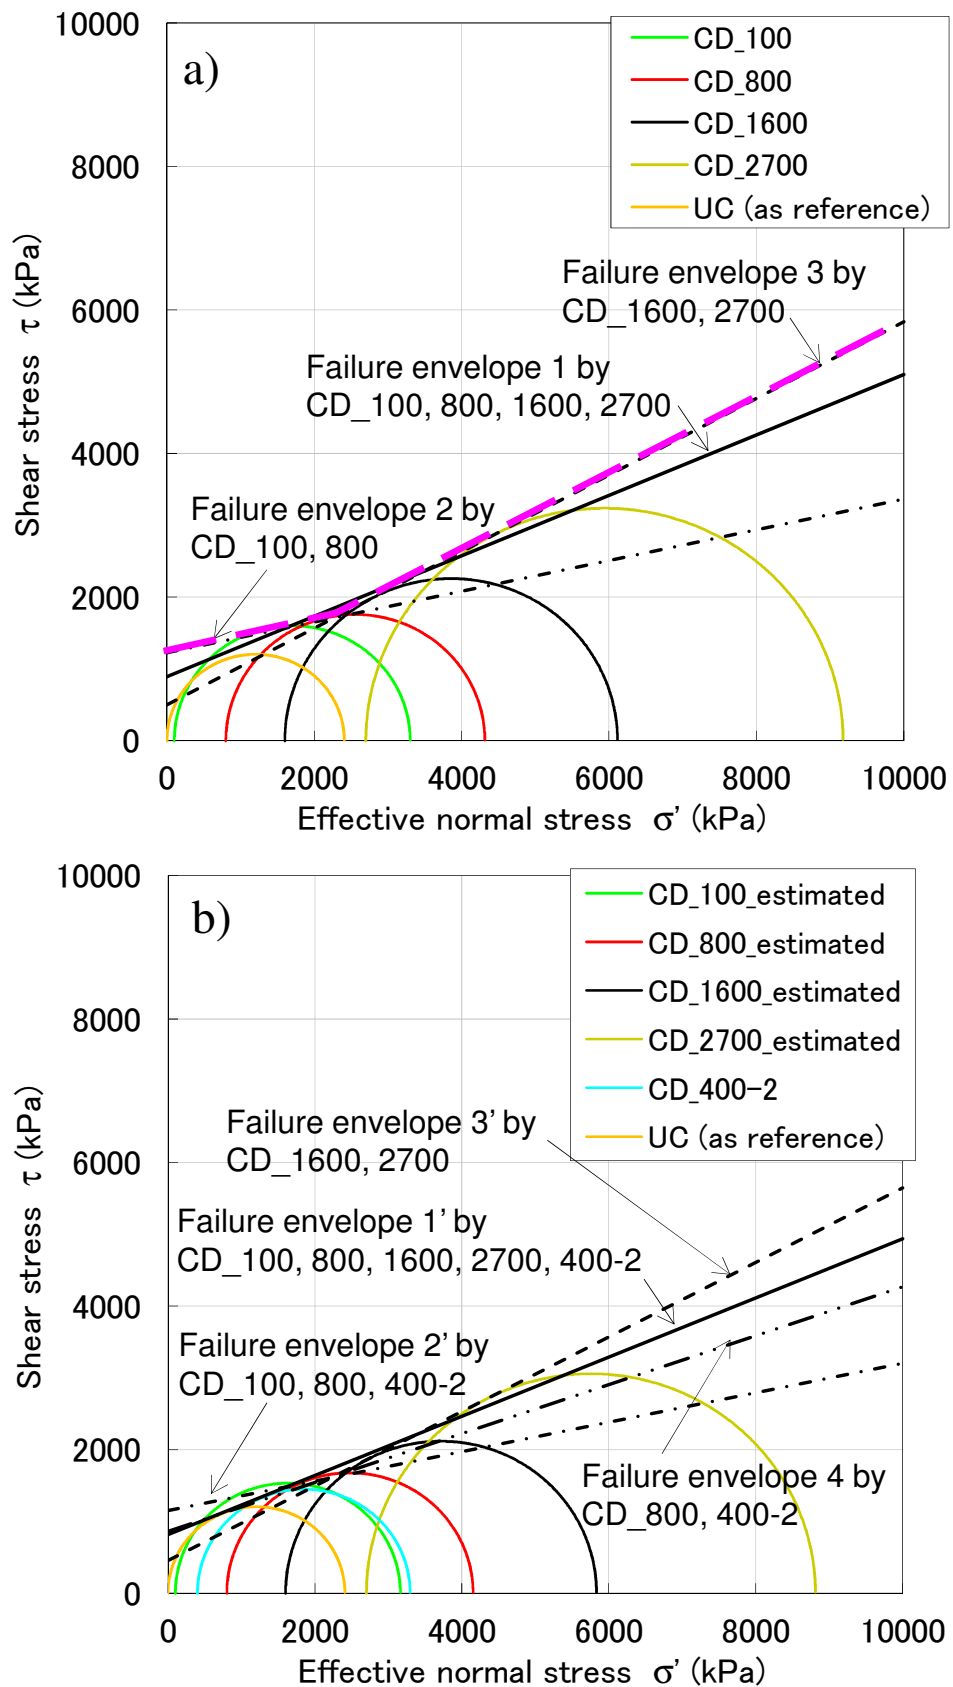 a)
CD_100
CD_800
CD_1600
CD_2700
UC (as reference)
10000
8000
6000
4000
2000
0
Shear stress τ (kPa)
Failure envelope 3 by
CD_1600, 2700
Failure envelope 1 by
CD_100, 800, 1600, 2700
Failure envelope 2 by
CD_100, 800
0 2000 4000 6000 8000 10000
Effective normal stress σ' (kPa)
b)
CD_100_estimated
CD_800_estimated
CD_1600_estimated
CD_2700_estimated
CD_400-2
UC (as reference)
10000
8000
6000
4000
2000
0
Shear stress τ (kPa)
Failure envelope 3' by
CD_1600, 2700
Failure envelope 1' by
CD_100, 800, 1600, 2700, 400-2
Failure envelope 2' by
CD_100, 800, 400-2
Failure envelope 4 by
CD_800, 400-2
0 2000 4000 6000 8000 10000
Effective normal stress σ' (kPa)